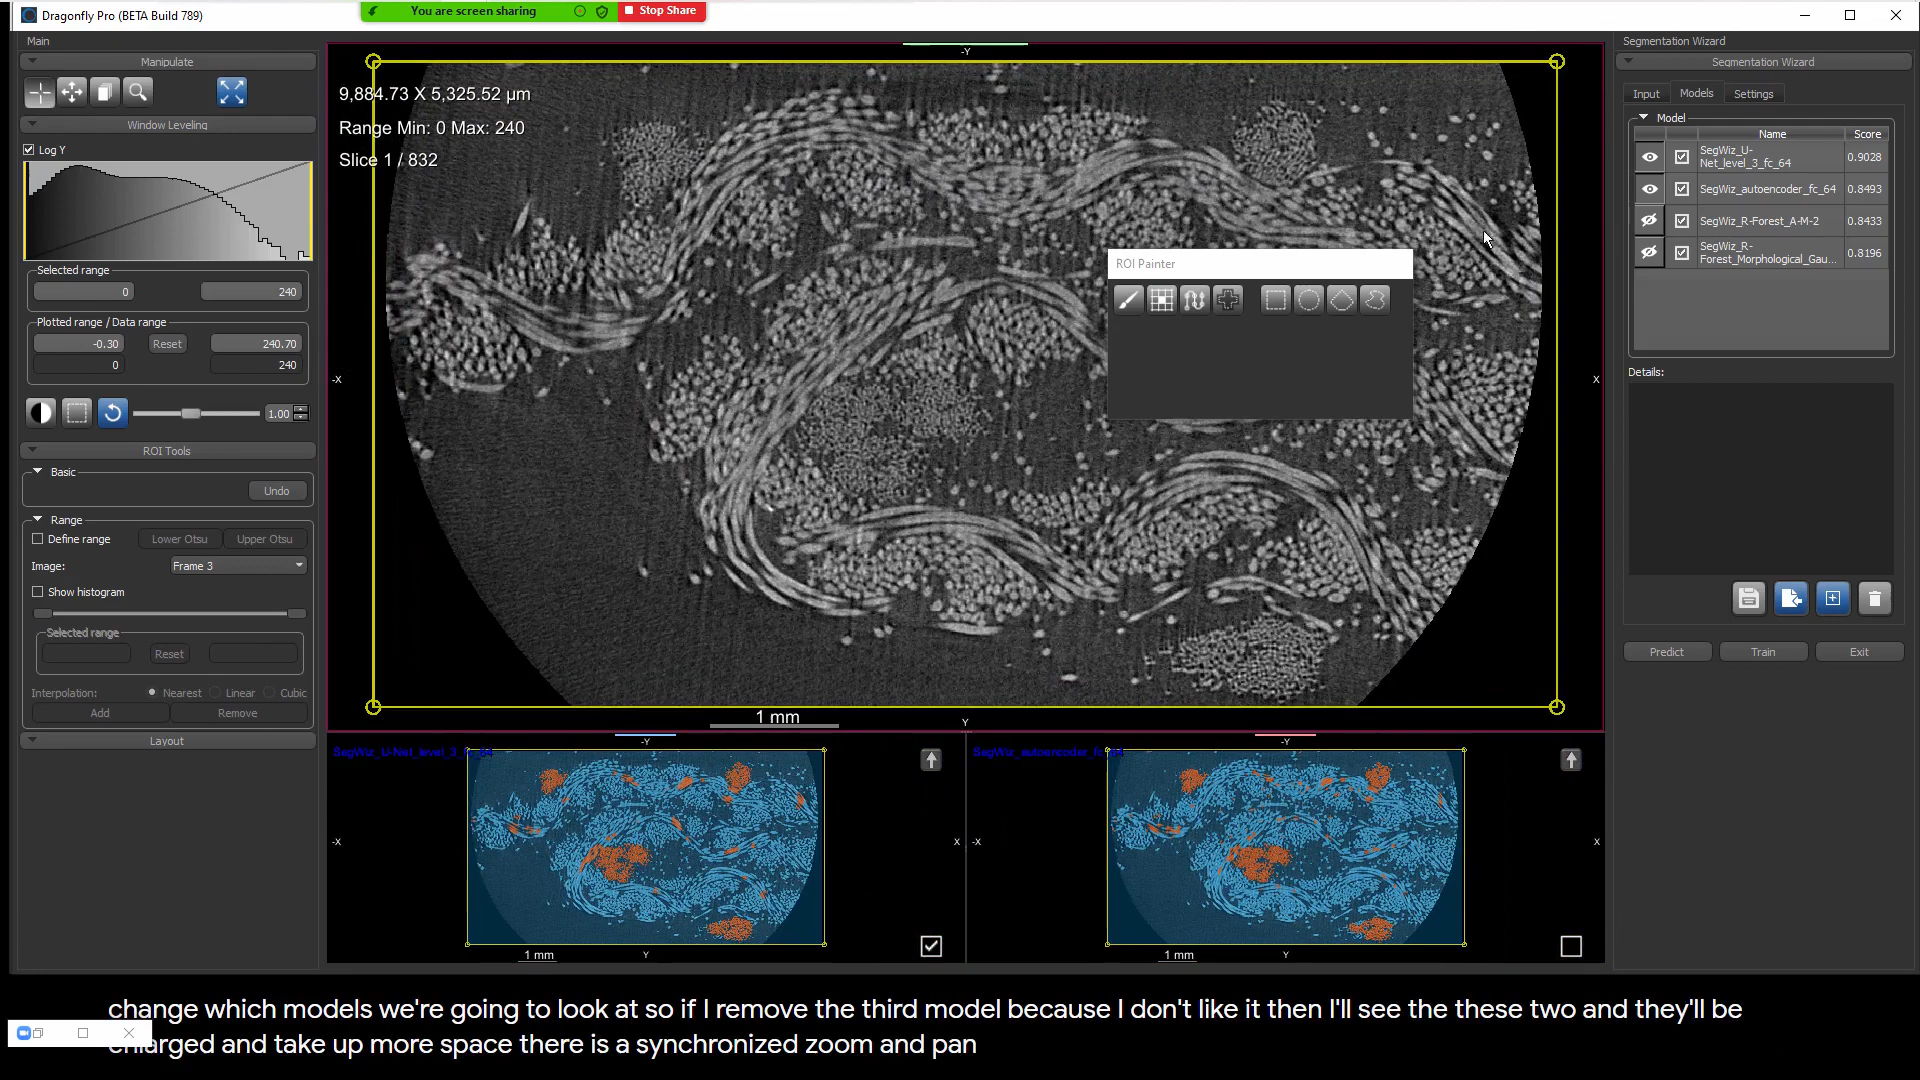 Dragonfly Pro (BETA Build 789)
You are screen sharing
Stop Share
Main
Manipulate
Window Leveling
Log Y
Selected range
0 240
Plotted range / Data range
-0.30 Reset 240.70
0 240
1.00
ROI Tools
Basic
Undo
Range
Define range Lower Otsu Upper Otsu
Image: Frame 3
Show histogram
Selected range
Reset
Interpolation: Nearest Linear Cubic
Add Remove
Layout
-Y
9,884.73 X 5,325.52 µm
Range Min: 0 Max: 240
Slice 1 / 832
-X
X
1 mm
Y
ROI Painter
SegWiz_U-Net_level_3_fc_64
-Y
-X
X
1 mm
Y
SegWiz_autoencoder_fc_64
-Y
-X
X
1 mm
Y
Segmentation Wizard
Segmentation Wizard
Input Models Settings
Model
Name Score
SegWiz_U-
Net_level_3_fc_64 0.9028
SegWiz_autoencoder_fc_64 0.8493
SegWiz_R-Forest_A-M-2 0.8433
SegWiz_R-
Forest_Morphological_Gau... 0.8196
Details:
Predict Train Exit
change which models we're going to look at so if I remove the third model because I don't like it then I'll see the these two and they'll be
enlarged and take up more space there is a synchronized zoom and pan